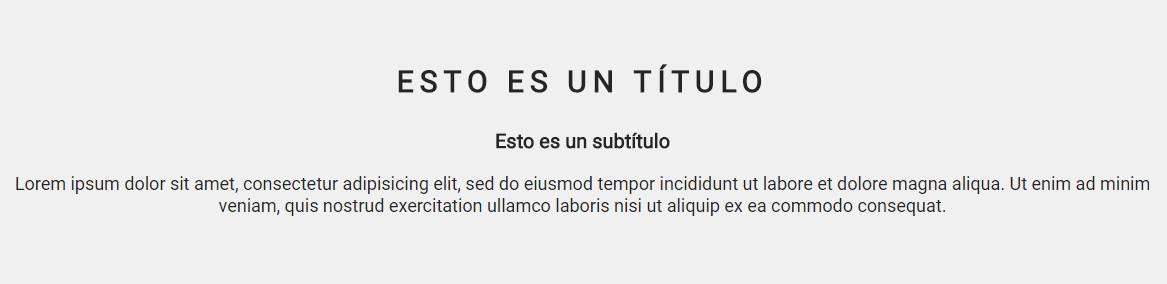 ESTO ES UN TÍTULO
Esto es un subtítulo
Lorem ipsum dolor sit amet, consectetur adipisicing elit, sed do eiusmod tempor incididunt ut labore et dolore magna aliqua. Ut enim ad minim
veniam, quis nostrud exercitation ullamco laboris nisi ut aliquip ex ea commodo consequat.